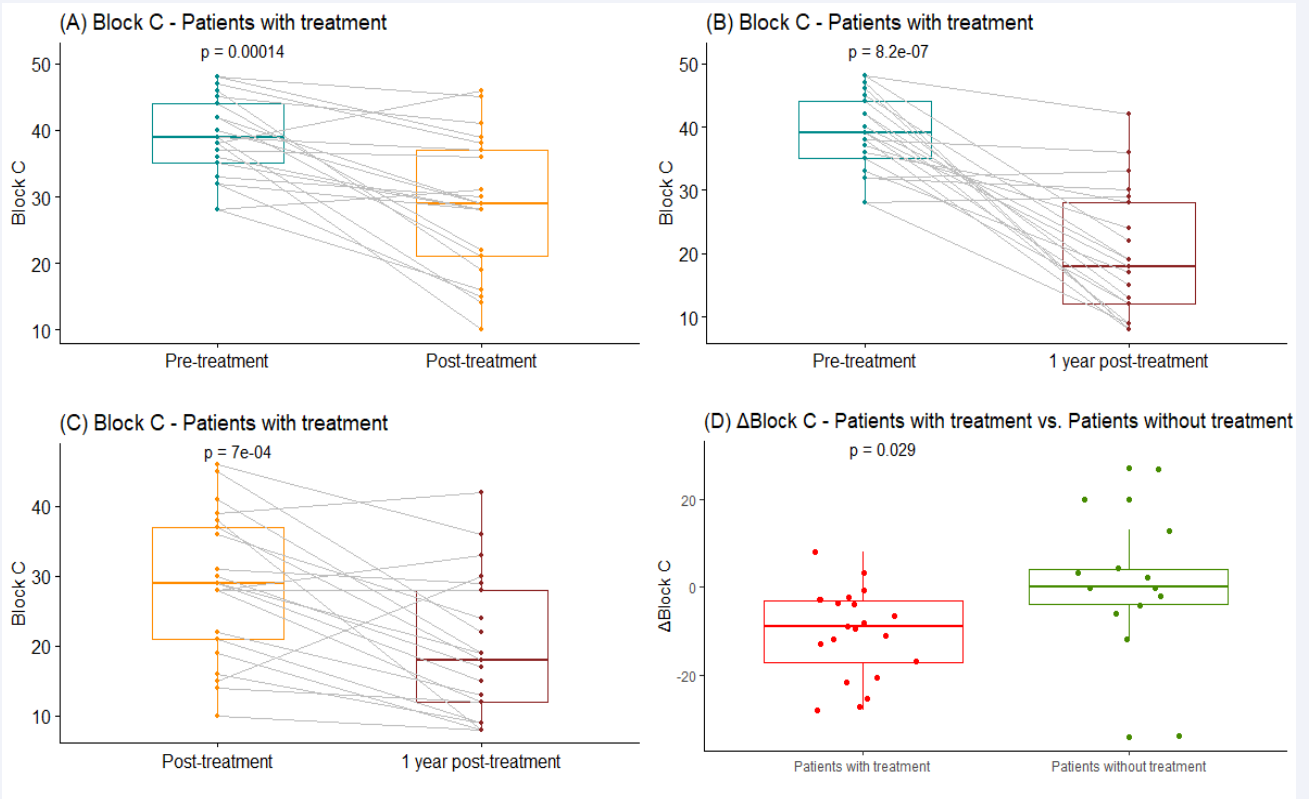 (A) Block C - Patients with treatment
p = 0.00014
50
40
30
20
10
Block C
Pre-treatment
Post-treatment
(B) Block C - Patients with treatment
p = 8.2e-07
50
40
30
20
10
Block C
Pre-treatment
1 year post-treatment
(C) Block C - Patients with treatment
p = 7e-04
40
30
20
10
Block C
Post-treatment
1 year post-treatment
(D) ΔBlock C - Patients with treatment vs. Patients without treatment
p = 0.029
20
0
-20
ΔBlock C
Patients with treatment
Patients without treatment